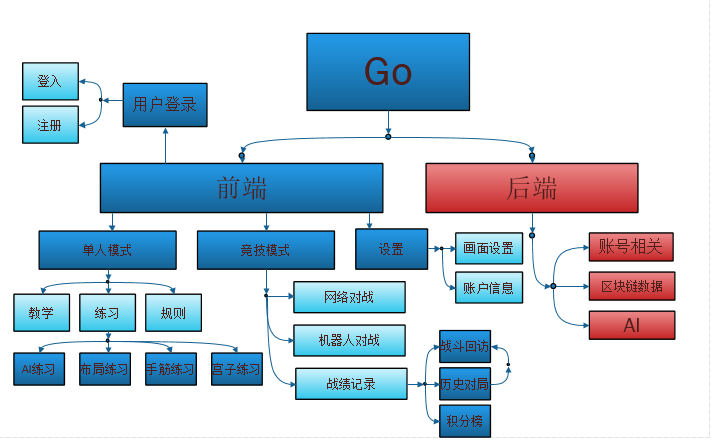 Go
登入
用户登录
注册
前端
后端
单人模式
竞技模式
设置
画面设置
账号相关
账户信息
区块链数据
教学
练习
规则
网络对战
AI
机器人对战
战斗回访
AI练习
布局练习
手筋练习
宫子练习
战绩记录
历史对局
积分榜